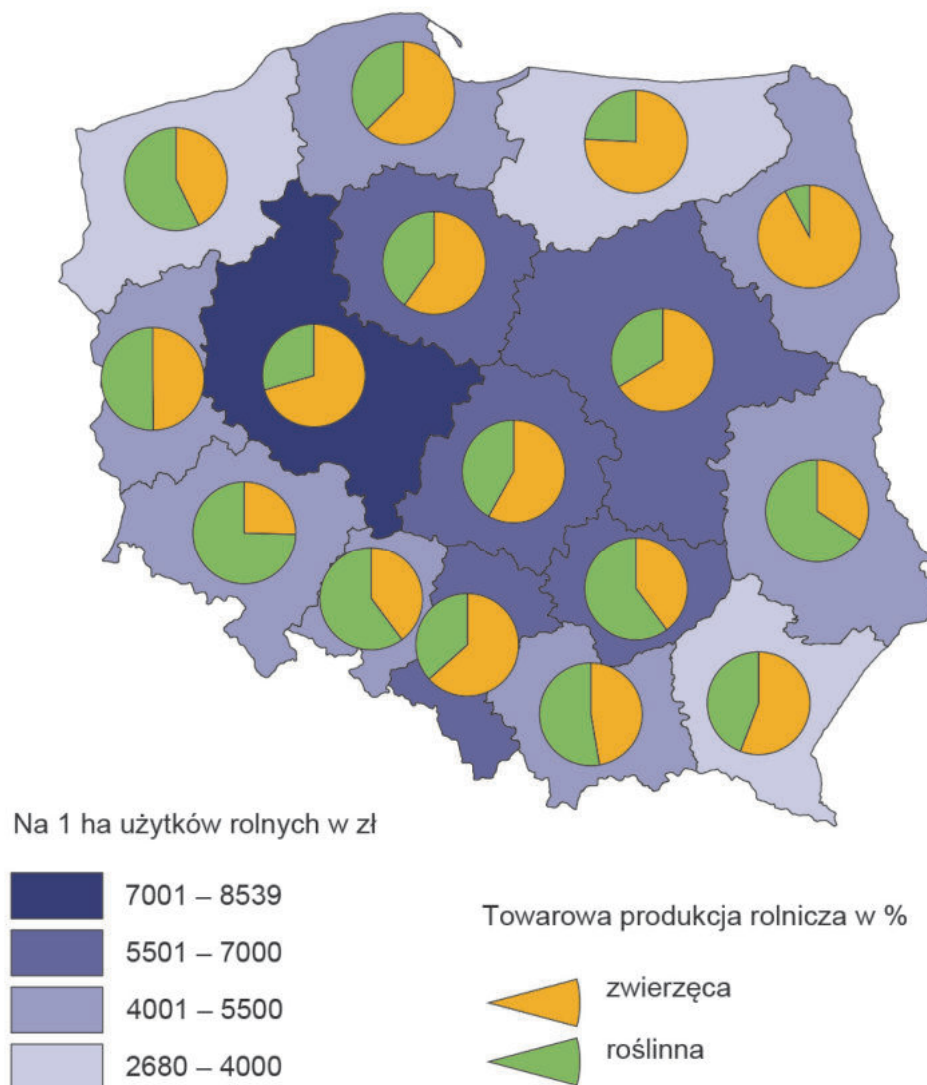 Na 1 ha użytków rolnych w zł
7001 – 8539
5501 – 7000
4001 – 5500
2680 – 4000
Towarowa produkcja rolnicza w %
zwierzęca
roślinna